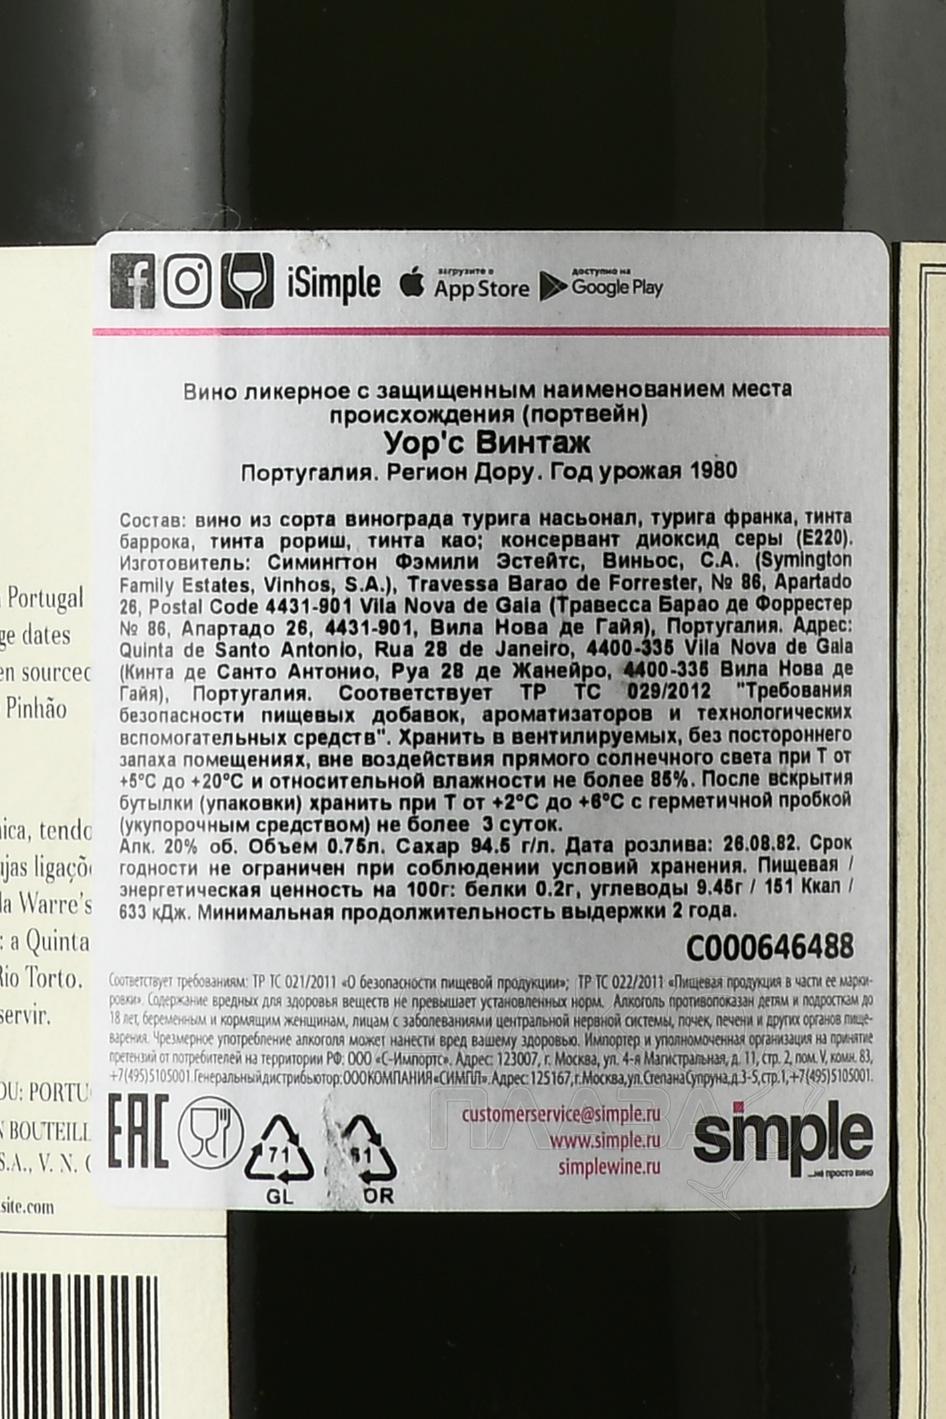 iSimple
загрузите в
App Store
доступно на
Google Play
Вино ликерное с защищенным наименованием места
происхождения (портвейн)
Уор'с Винтаж
Португалия. Регион Дору. Год урожая 1980
Состав: вино из сорта винограда турига насьонал, турига франка, тинта
баррока, тинта рориш, тинта као; консервант диоксид серы (E220).
Изготовитель: Симингтон Фэмили Эстейтс, Виньос, С.А. (Symington
Family Estates, Vinhos, S.A.), Travessa Barao de Forrester, № 86, Apartado
26, Postal Code 4431-901 Vila Nova de Gaia (Травесса Барао де Форрестер
№ 86, Апартадо 26, 4431-901, Вила Нова де Гайя), Португалия. Адрес:
Quinta de Santo Antonio, Rua 28 de Janeiro, 4400-335 Vila Nova de Gaia
(Кинта де Санто Антонио, Руа 28 де Жанейро, 4400-335 Вила Нова де
Гайя), Португалия. Соответствует ТР ТС 029/2012 "Требования
безопасности пищевых добавок, ароматизаторов и технологических
вспомогательных средств". Хранить в вентилируемых, без постороннего
запаха помещениях, вне воздействия прямого солнечного света при Т от
+5°С до +20°С и относительной влажности не более 85%. После вскрытия
бутылки (упаковки) хранить при Т от +2°С до +6°С с герметичной пробкой
(укупорочным средством) не более 3 суток.
Алк. 20% об. Объем 0.75л. Сахар 94.5 г/л. Дата розлива: 26.08.82. Срок
годности не ограничен при соблюдении условий хранения. Пищевая /
энергетическая ценность на 100г: белки 0.2г, углеводы 9.45г / 151 Ккал /
633 кДж. Минимальная продолжительность выдержки 2 года.
С000646488
Соответствует требованиям: ТР ТС 021/2011 «О безопасности пищевой продукции»; ТР ТС 022/2011 «Пищевая продукция в части ее марки-
ровки». Содержание вредных для здоровья веществ не превышает установленных норм. Алкоголь противопоказан детям и подросткам до
18 лет, беременным и кормящим женщинам, лицам с заболеваниями центральной нервной системы, почек, печени и других органов пище-
варения. Чрезмерное употребление алкоголя может нанести вред вашему здоровью. Импортер и уполномоченная организация на принятие
претензий от потребителей на территории РФ: ООО «С-Импортс». Адрес: 123007, г. Москва, ул. 4-я Магистральная, д. 11, стр. 2, пом. V, комн. 83,
+7(495)5105001. Генеральный дистрибьютор: ООО КОМПАНИЯ «СИМПЛ». Адрес: 125167, г. Москва, ул. Степана Супруна, д. 3-5, стр. 1, +7(495)5105001.
EAC
71
GL
OR
customerservice@simple.ru
www.simple.ru
simplewine.ru
simple
...не просто вино
Portugal
ge dates
en sourced
Pinhão
ica, tendo
jas ligaçõ
la Warre's
: a Quinta
Rio Torto.
servir.
OU: PORTU
N BOUTEILL
S.A., V. N.
site.com